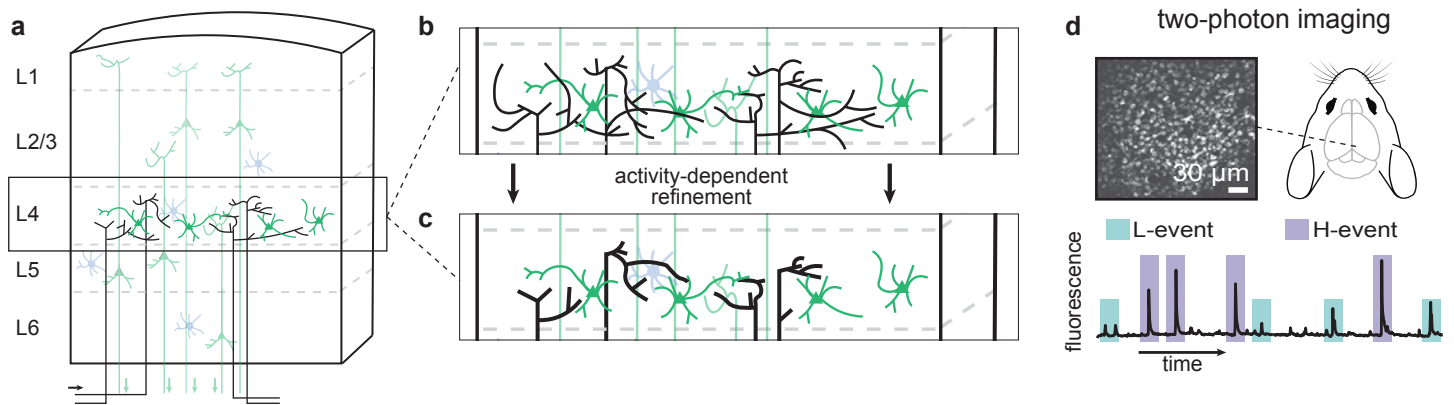 a
L1
L2/3
L4
L5
L6
b
activity-dependent
refinement
c
d
two-photon imaging
30 μm
L-event
H-event
fluorescence
time